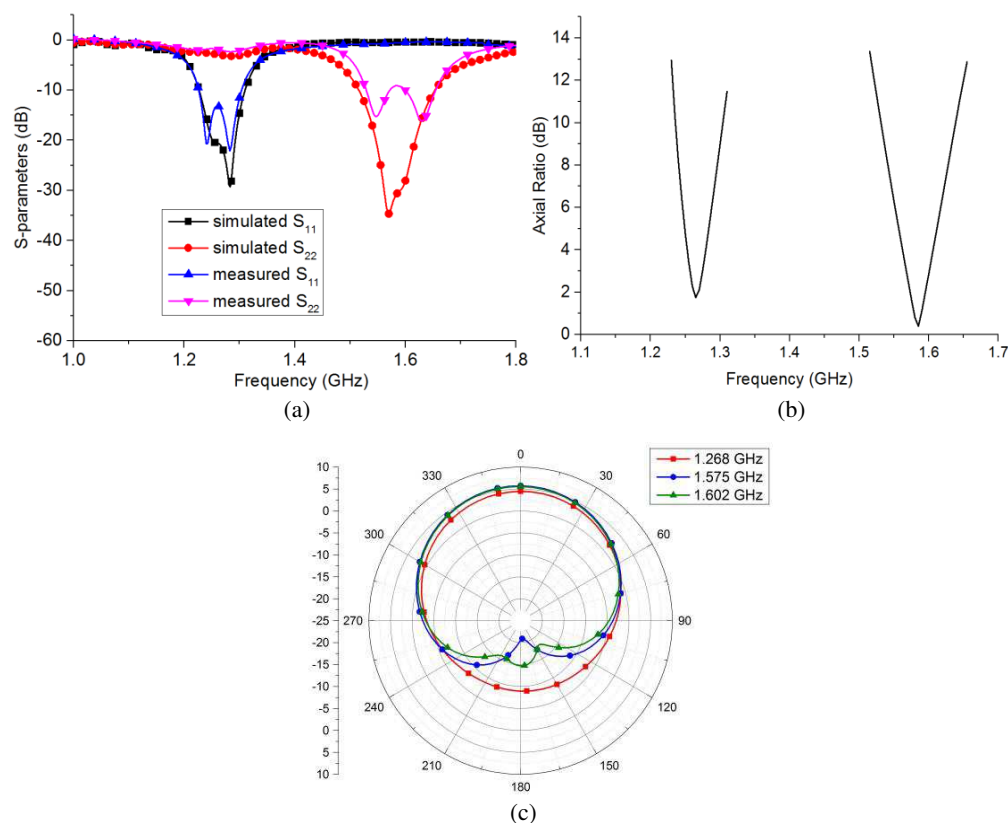 0
-10
-20
-30
-40
-50
-60
S-parameters (dB)
simulated S11
simulated S22
measured S11
measured S22
1.0 1.2 1.4 1.6 1.8
Frequency (GHz)
(a)
14
12
10
8
6
4
2
0
Axial Ratio (dB)
1.1 1.2 1.3 1.4 1.5 1.6 1.7
Frequency (GHz)
(b)
10
5
0
-5
-10
-15
-20
-25
-20
-15
-10
-5
0
5
10
0
30
60
90
120
150
180
210
240
270
300
330
1.268 GHz
1.575 GHz
1.602 GHz
(c)